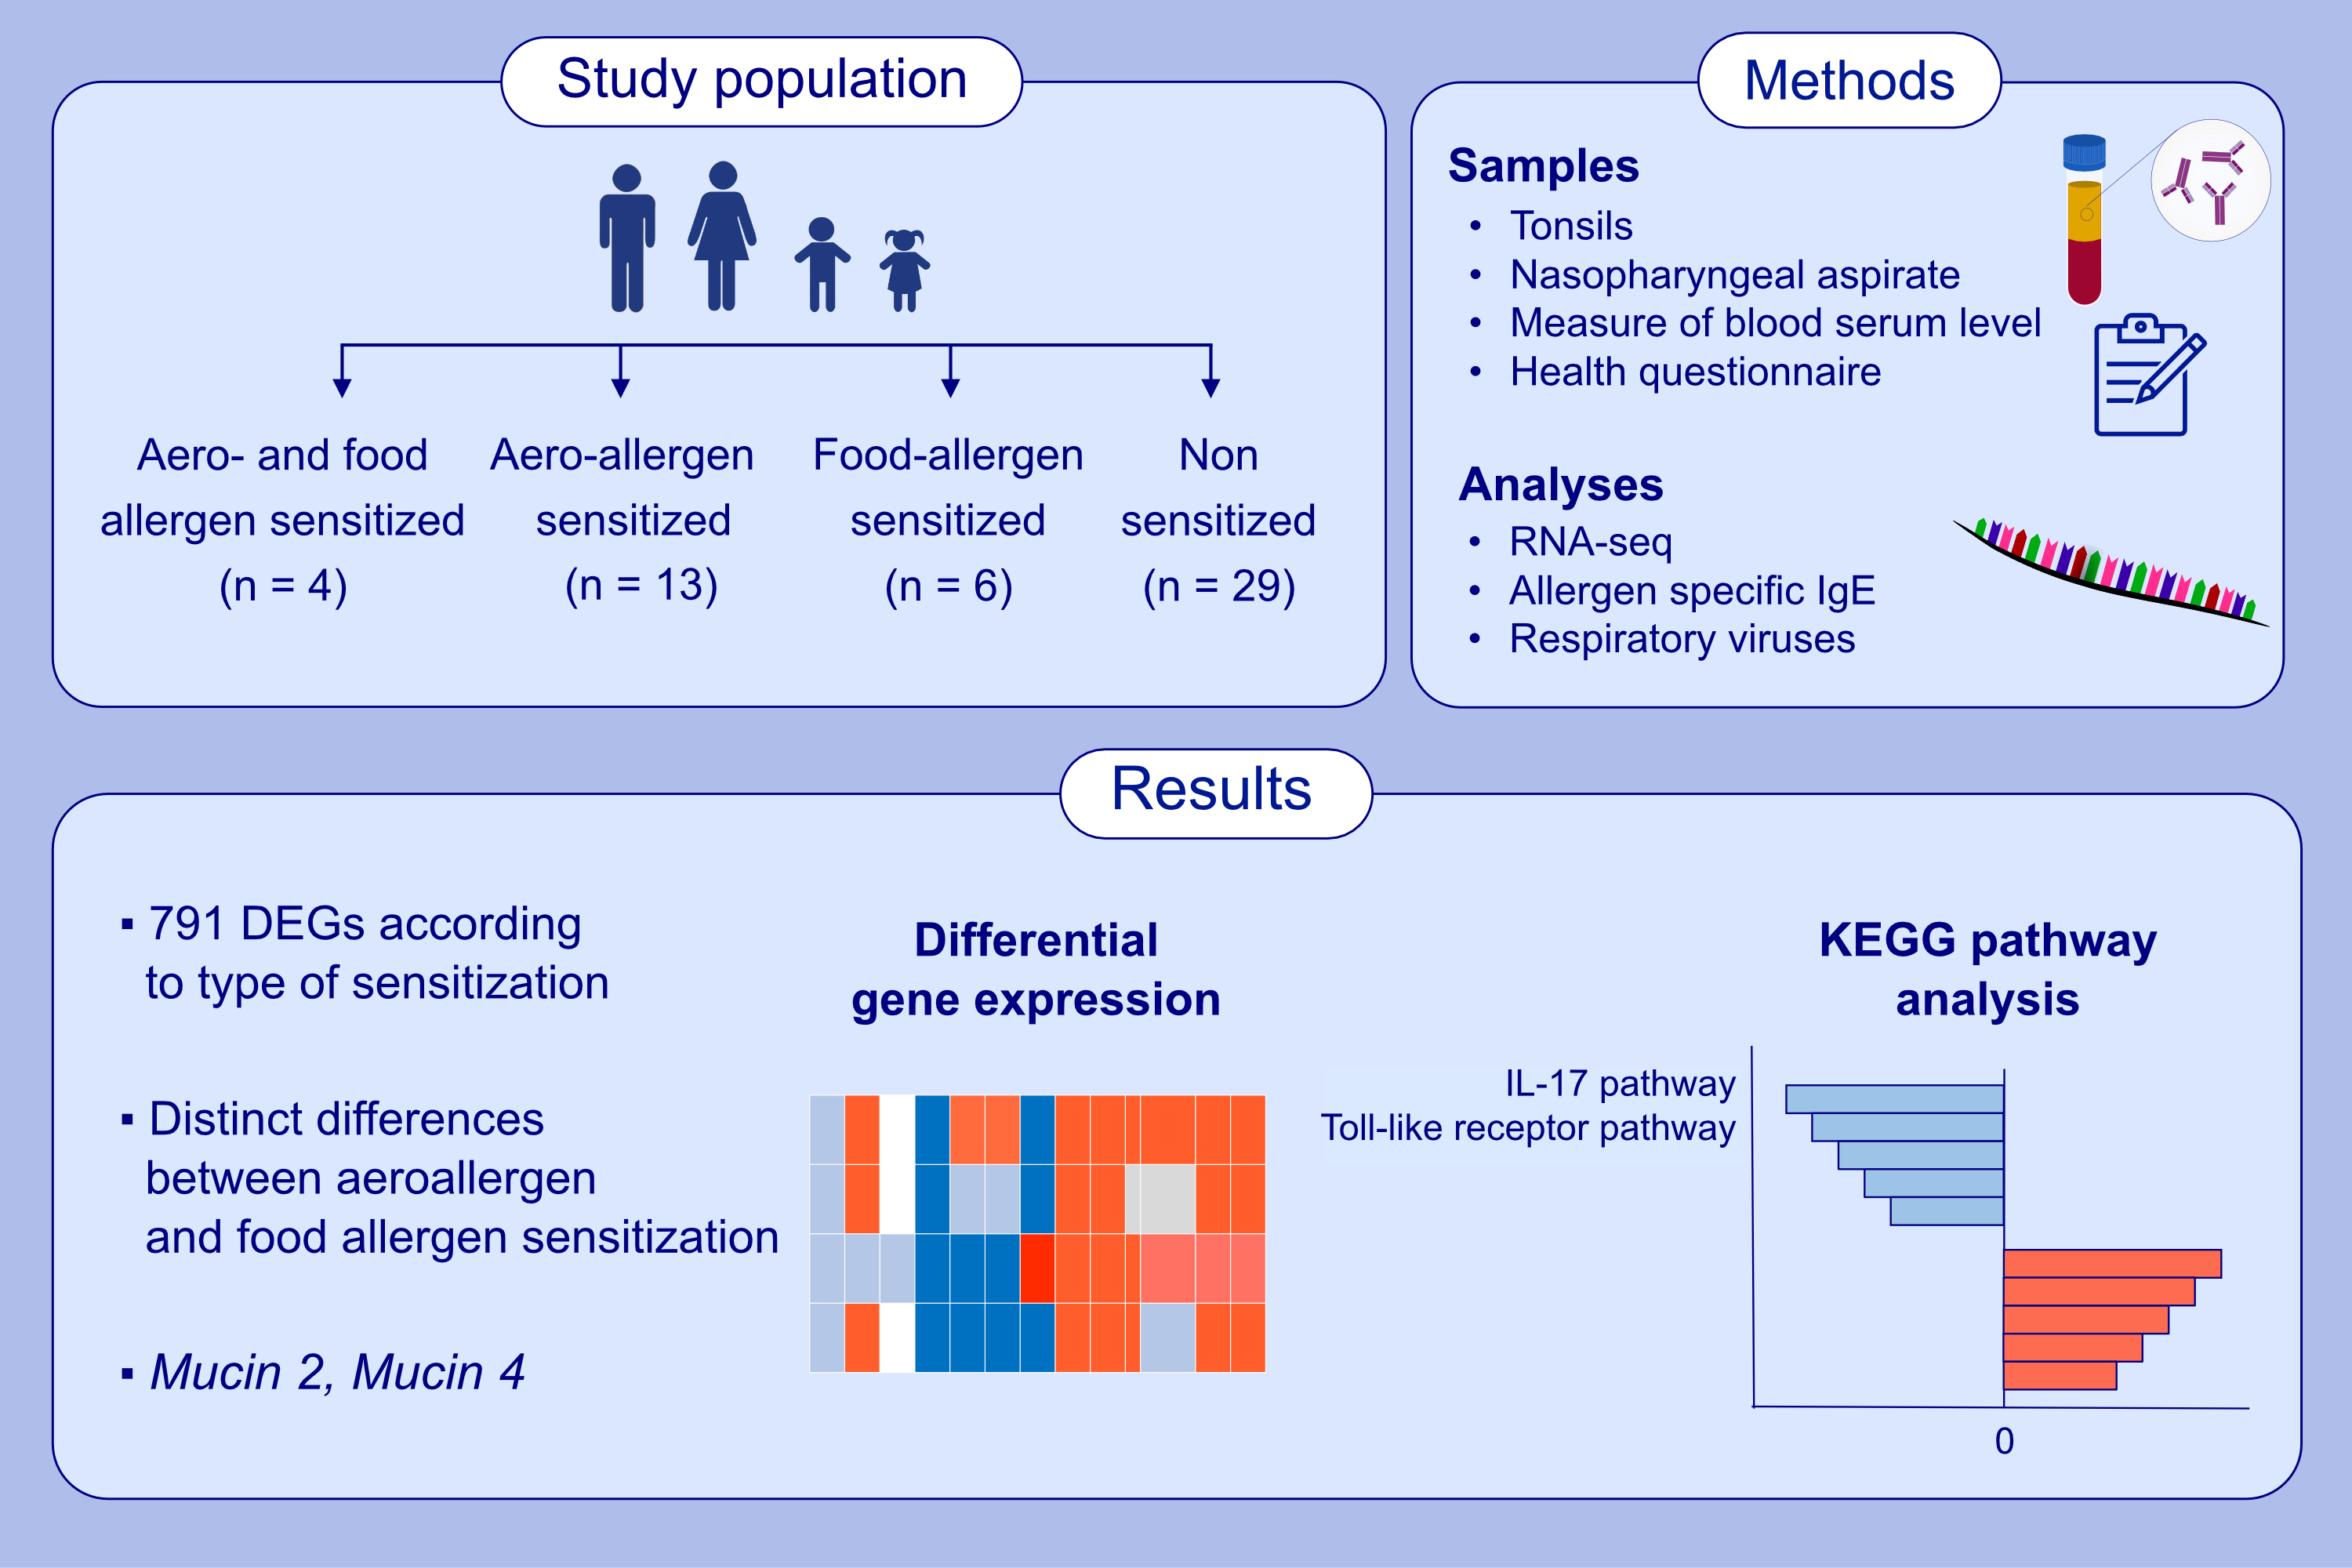 Study population
Aero- and food
allergen sensitized
(n = 4)
Aero-allergen
sensitized
(n = 13)
Food-allergen
sensitized
(n = 6)
Non
sensitized
(n = 29)
Methods
Samples
• Tonsils
• Nasopharyngeal aspirate
• Measure of blood serum level
• Health questionnaire
Analyses
• RNA-seq
• Allergen specific IgE
• Respiratory viruses
Results
▪ 791 DEGs according
to type of sensitization
▪ Distinct differences
between aeroallergen
and food allergen sensitization
▪ Mucin 2, Mucin 4
Differential
gene expression
KEGG pathway
analysis
IL-17 pathway
Toll-like receptor pathway
0